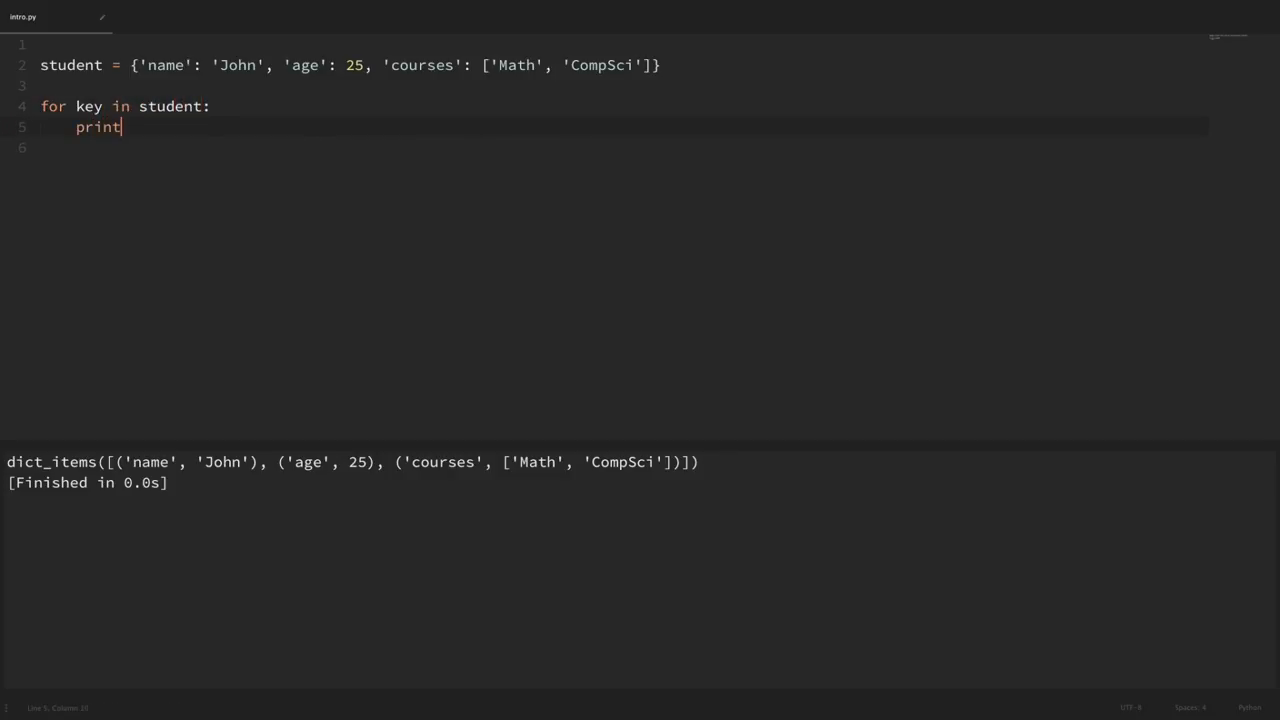 intro.py
1
2 student = {'name': 'John', 'age': 25, 'courses': ['Math', 'CompSci']}
3
4 for key in student:
5     print
6
dict_items([('name', 'John'), ('age', 25), ('courses', ['Math', 'CompSci'])])
[Finished in 0.0s]
Line 5, Column 10 UTF-8 Spaces: 4 Python